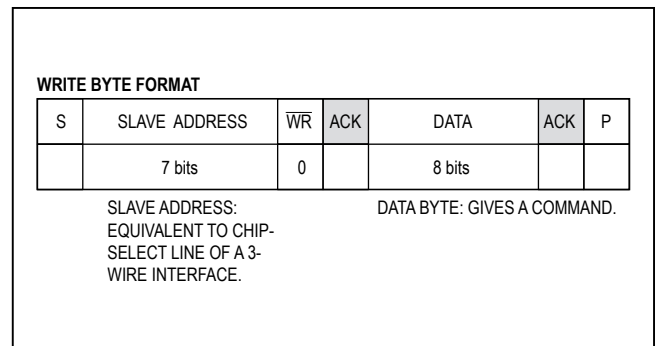 WRITE BYTE FORMAT
S SLAVE ADDRESS W̅R̅ ACK DATA ACK P
7 bits 0 8 bits
SLAVE ADDRESS: DATA BYTE: GIVES A COMMAND.
EQUIVALENT TO CHIP-
SELECT LINE OF A 3-
WIRE INTERFACE.